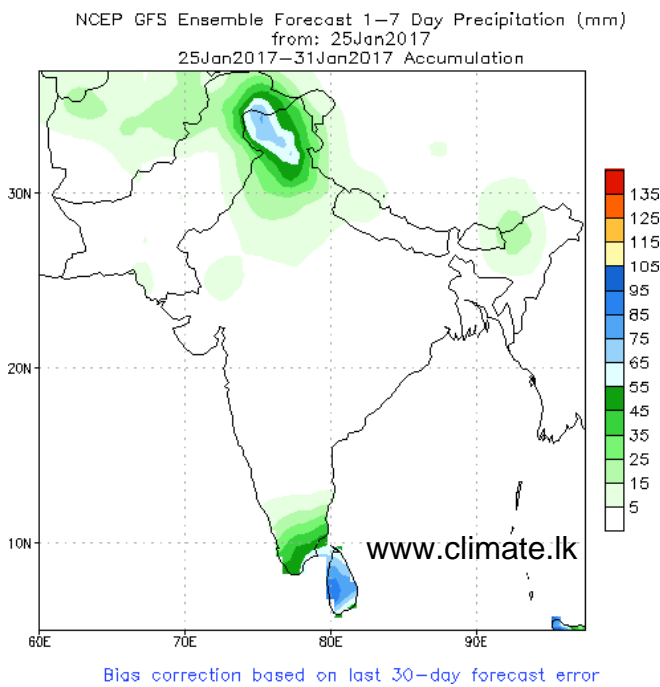 NCEP GFS Ensemble Forecast 1-7 Day Precipitation (mm)
from: 25Jan2017
25Jan2017-31Jan2017 Accumulation
30N
20N
10N
60E 70E 80E 90E
135
125
115
105
95
85
75
65
55
45
35
25
15
5
www.climate.lk
Bias correction based on last 30-day forecast error